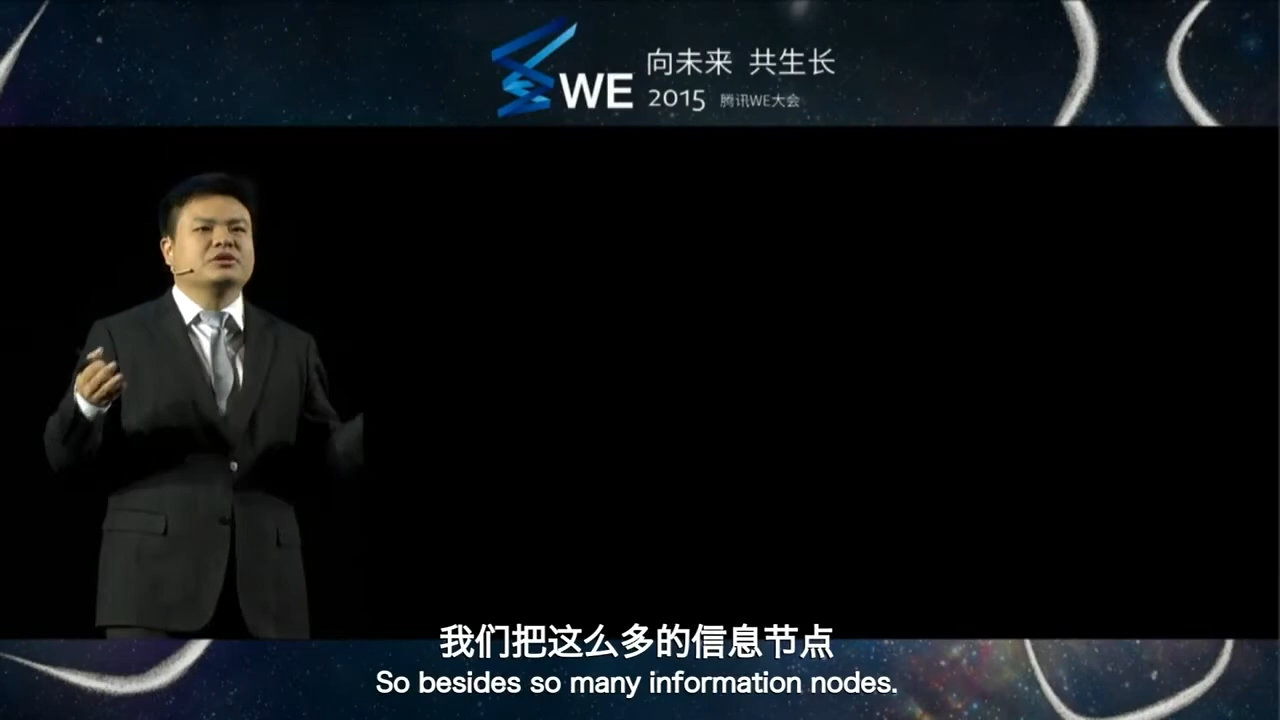 WE
向未来 共生长
2015 腾讯WE大会
我们把这么多的信息节点
So besides so many information nodes.